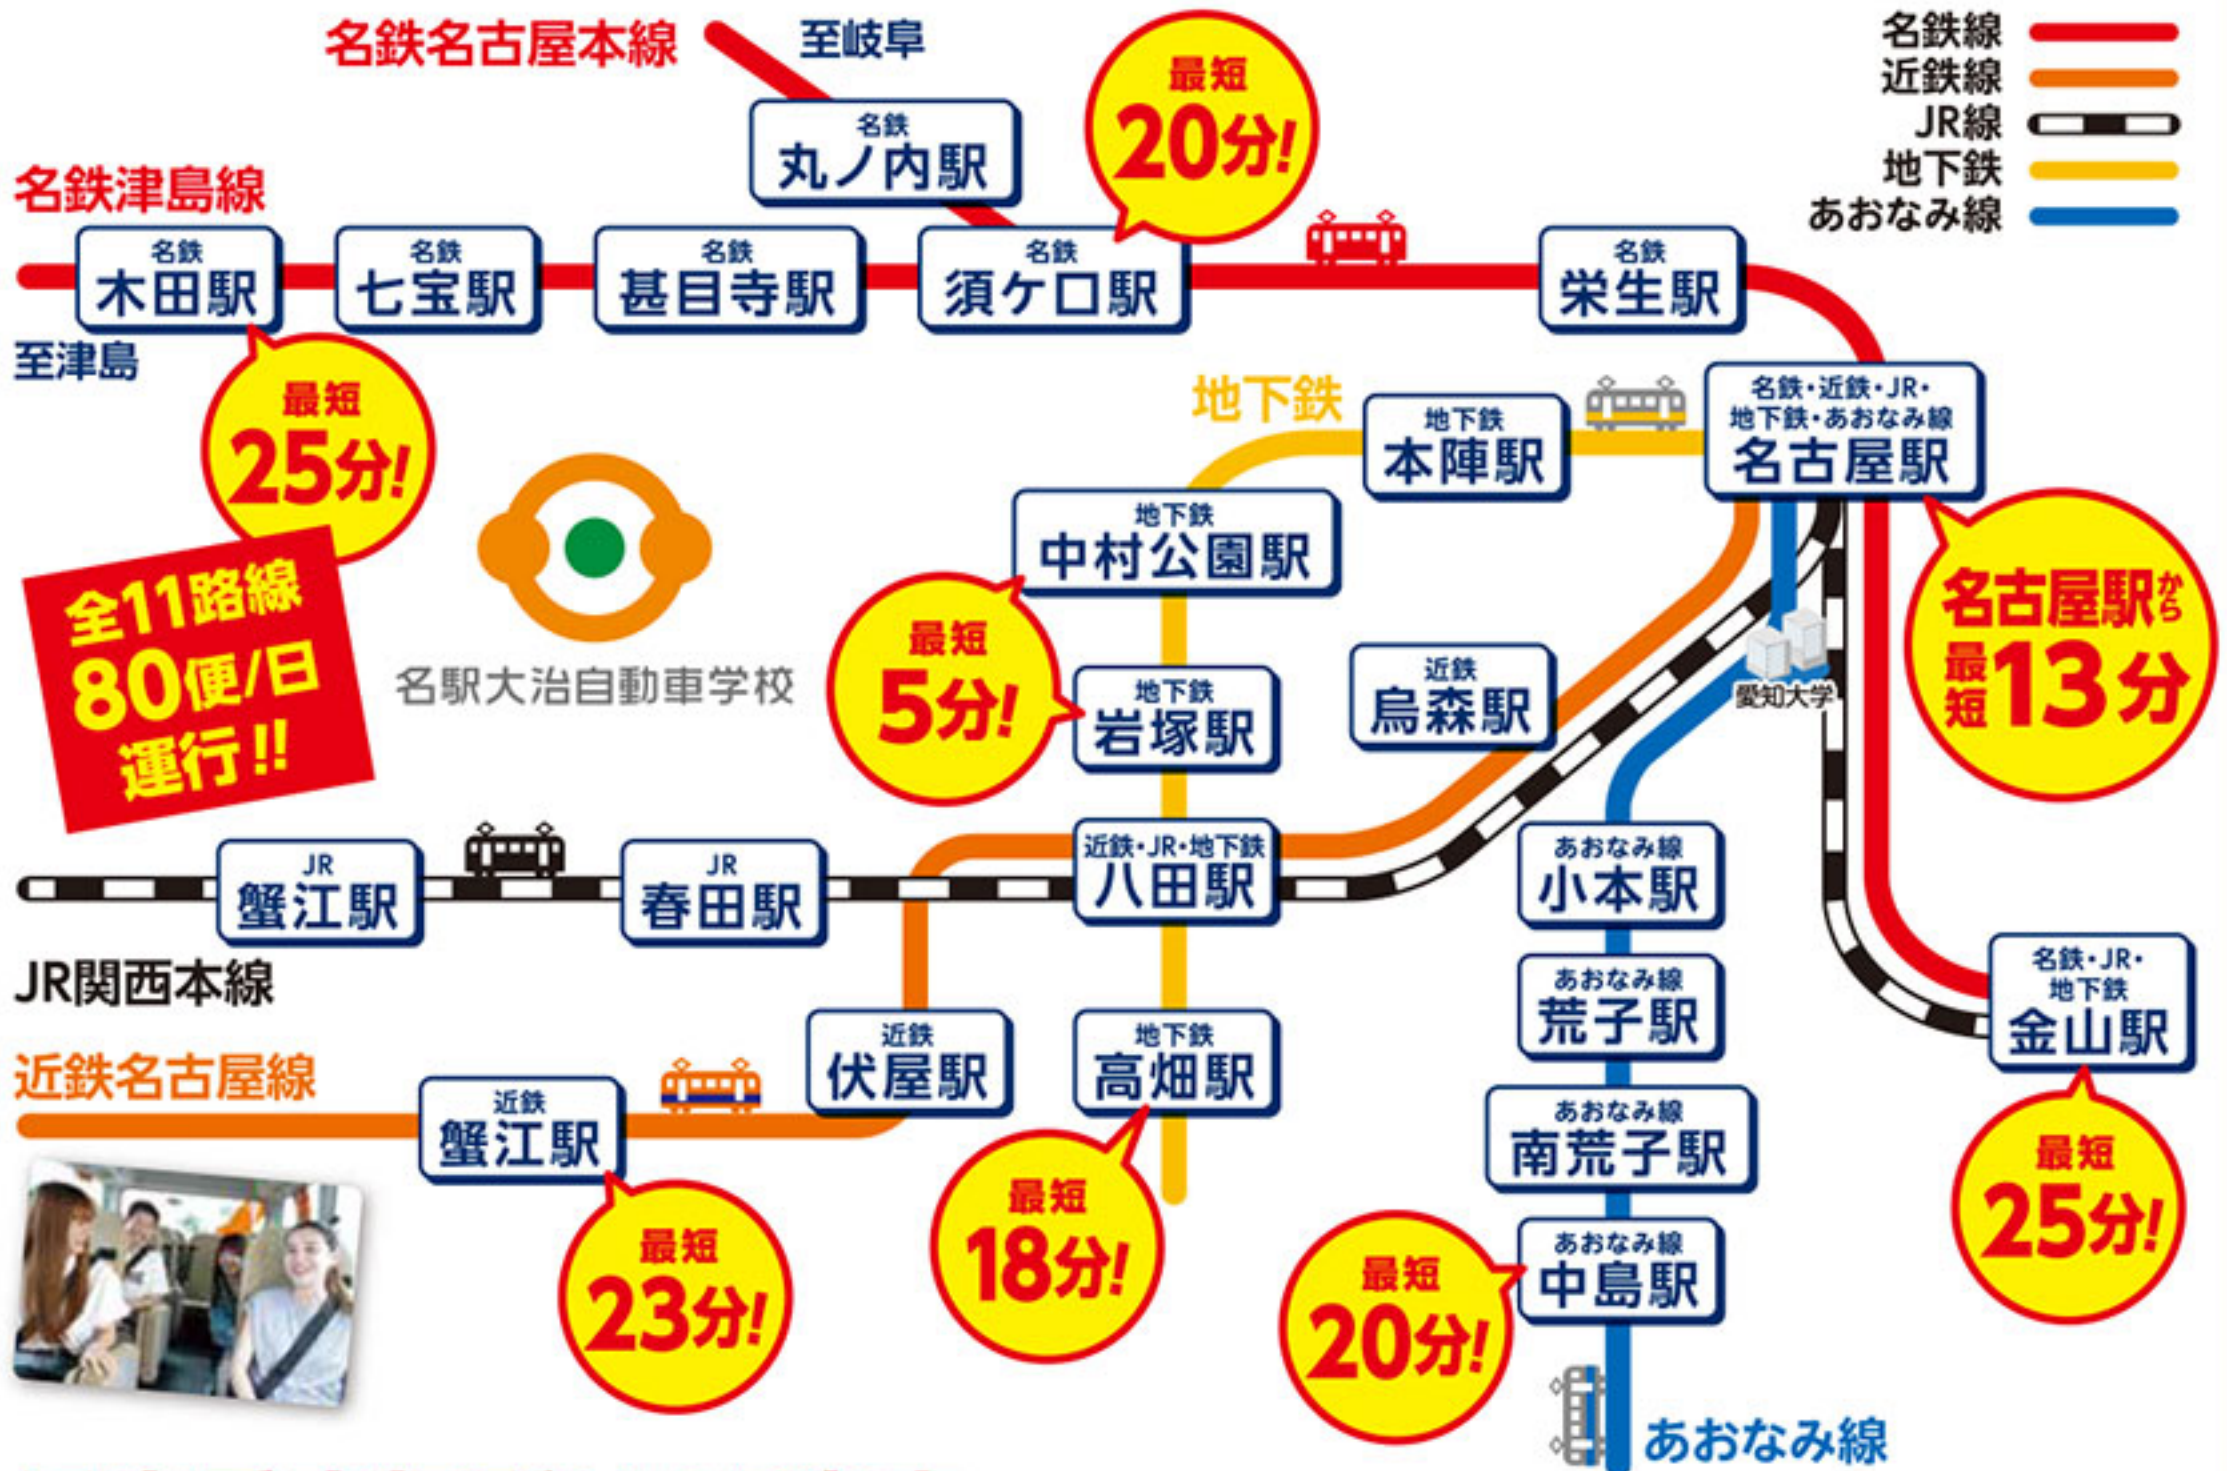 名鉄名古屋本線
至岐阜
名鉄線
近鉄線
JR線
地下鉄
あおなみ線
名鉄
丸ノ内駅
最短
20分!
名鉄津島線
名鉄
木田駅
名鉄
七宝駅
名鉄
甚目寺駅
名鉄
須ケ口駅
名鉄
栄生駅
至津島
最短
25分!
地下鉄
地下鉄
本陣駅
名鉄・近鉄・JR・
地下鉄・あおなみ線
名古屋駅
地下鉄
中村公園駅
名古屋駅から
最短13分
全11路線
80便/日
運行!!
名駅大治自動車学校
最短
5分!
地下鉄
岩塚駅
近鉄
烏森駅
愛知大学
JR
蟹江駅
JR
春田駅
近鉄・JR・地下鉄
八田駅
あおなみ線
小本駅
JR関西本線
あおなみ線
荒子駅
名鉄・JR・
地下鉄
金山駅
近鉄名古屋線
近鉄
蟹江駅
近鉄
伏屋駅
地下鉄
高畑駅
あおなみ線
南荒子駅
最短
23分!
最短
18分!
最短
20分!
あおなみ線
中島駅
最短
25分!
あおなみ線